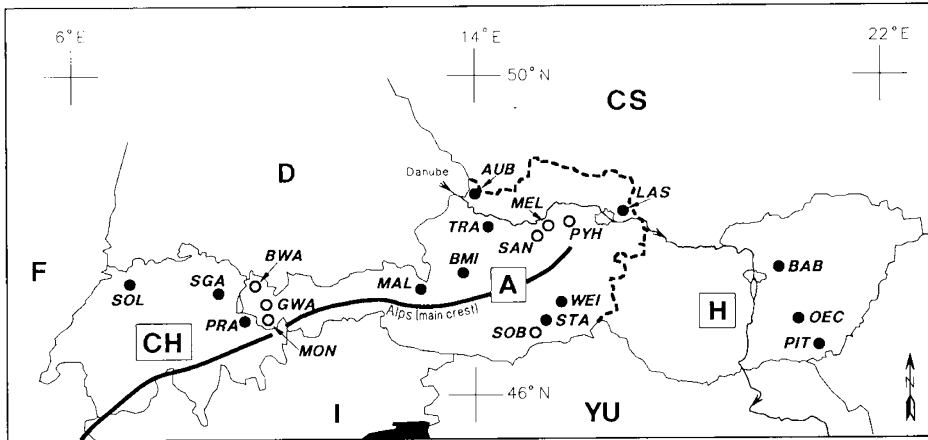 6°E
14°E
22°E
50°N
CS
D
Danube
AUB
MEL
LAS
TRA
SAN
PYH
F
BWA
BMI
A
BAB
SOL
SGA
MAL
GWA
Alps (main crest)
WEI
H
OEC
CH
PRA
MON
SOB
STA
PIT
46°N
I
YU
N